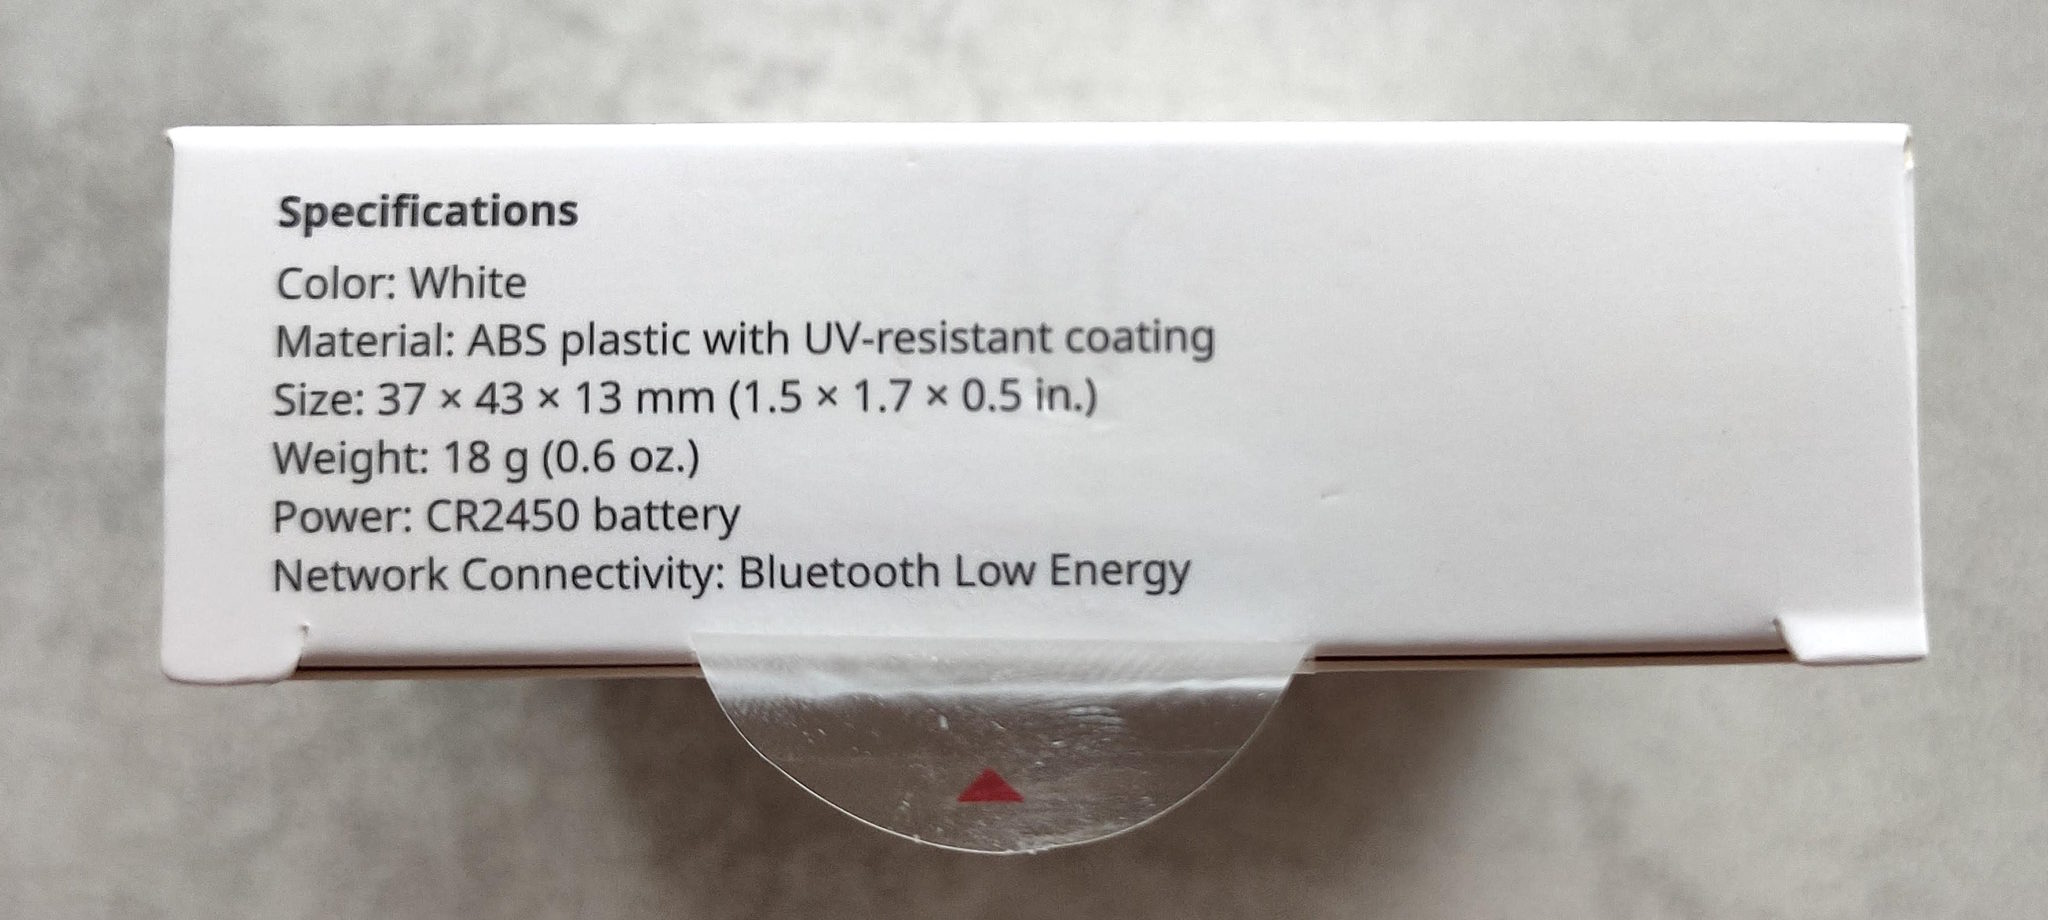 Specifications
Color: White
Material: ABS plastic with UV-resistant coating
Size: 37 × 43 × 13 mm (1.5 × 1.7 × 0.5 in.)
Weight: 18 g (0.6 oz.)
Power: CR2450 battery
Network Connectivity: Bluetooth Low Energy